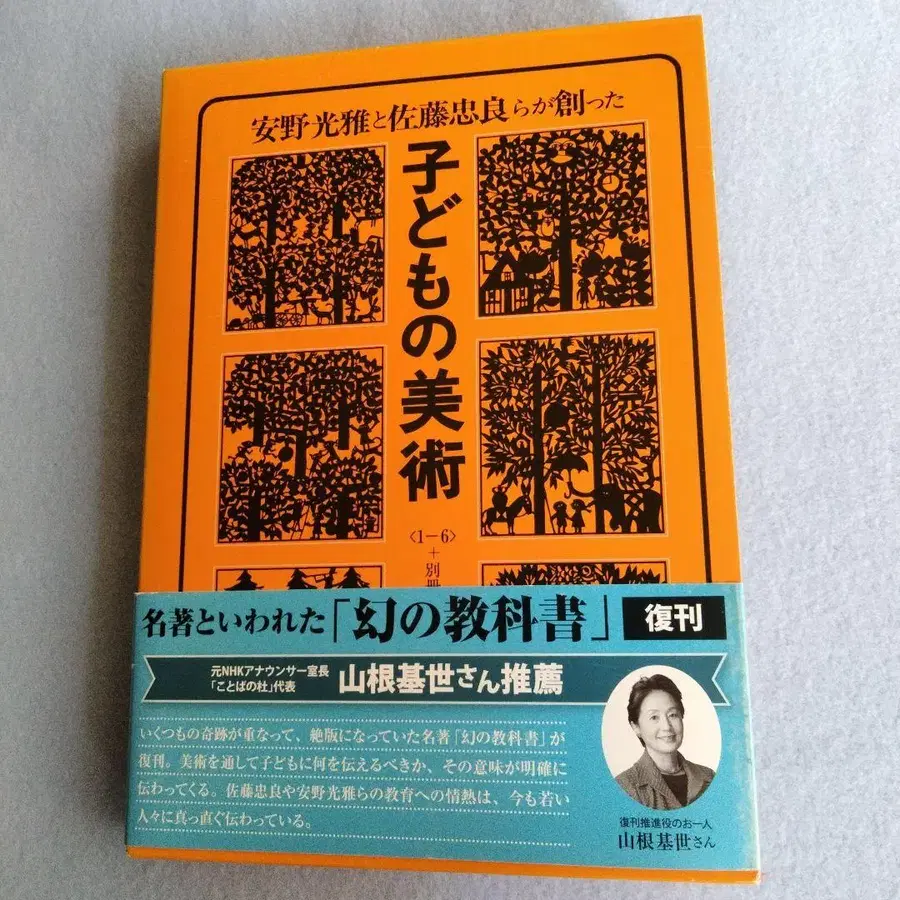 安野光雅と佐藤忠良らが創った
子どもの美術
〈1－6〉
+
別冊
名著といわれた「幻の教科書」
復刊
元NHKアナウンサー室長
「ことばの杜」代表
山根基世さん推薦
いくつもの奇跡が重なって、絶版になっていた名著「幻の教科書」が
復刊。美術を通して子どもに何を伝えるべきか、その意味が明確に
伝わってくる。佐藤忠良や安野光雅らの教育への情熱は、今も若い
人々に真っ直ぐ伝わっている。
復刊推進役のお一人
山根基世さん